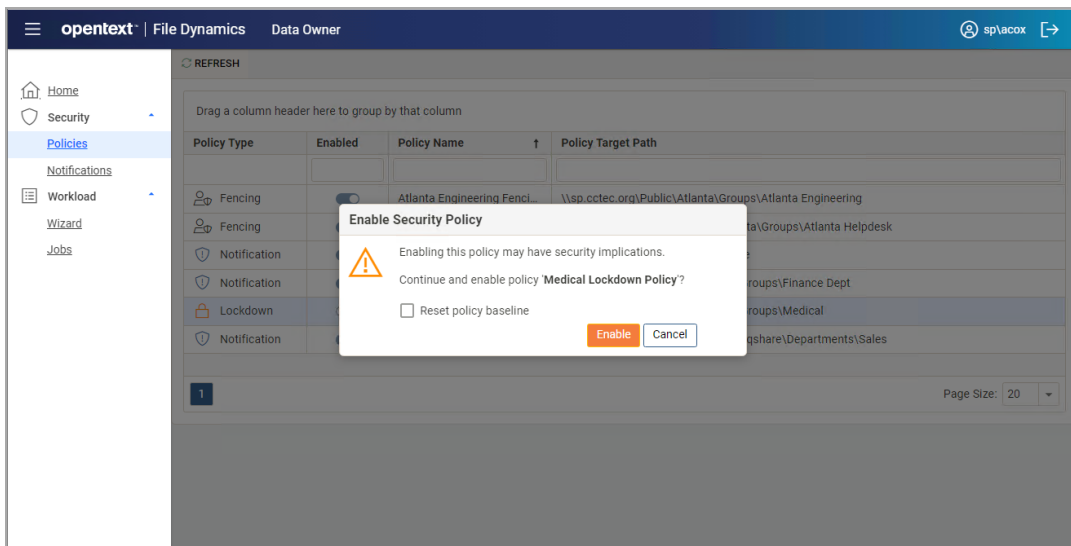 opentext™ | File Dynamics Data Owner sp\acox
REFRESH
Home
Security
Policies
Notifications
Workload
Wizard
Jobs
Drag a column header here to group by that column
Policy Type Enabled Policy Name ↑ Policy Target Path
Fencing Atlanta Engineering Fenci... \\sp.cctec.org\Public\Atlanta\Groups\Atlanta Engineering
Fencing ta\Groups\Atlanta Helpdesk
Notification
Notification roups\Finance Dept
Lockdown roups\Medical
Notification qshare\Departments\Sales
Enable Security Policy
Enabling this policy may have security implications.
Continue and enable policy 'Medical Lockdown Policy'?
Reset policy baseline
Enable Cancel
1 Page Size: 20